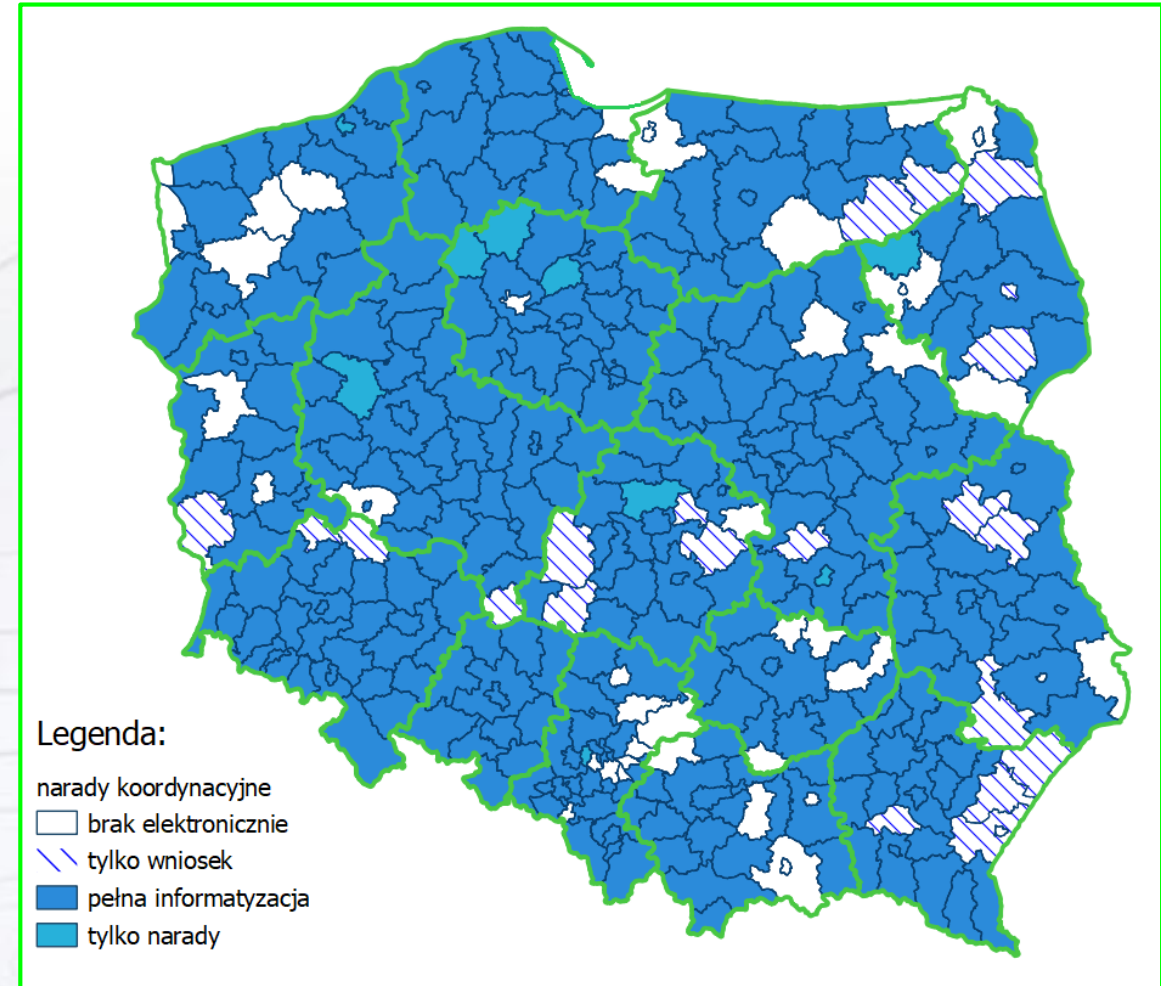 Legenda:
narady koordynacyjne
brak elektronicznie
tylko wniosek
pełna informatyzacja
tylko narady